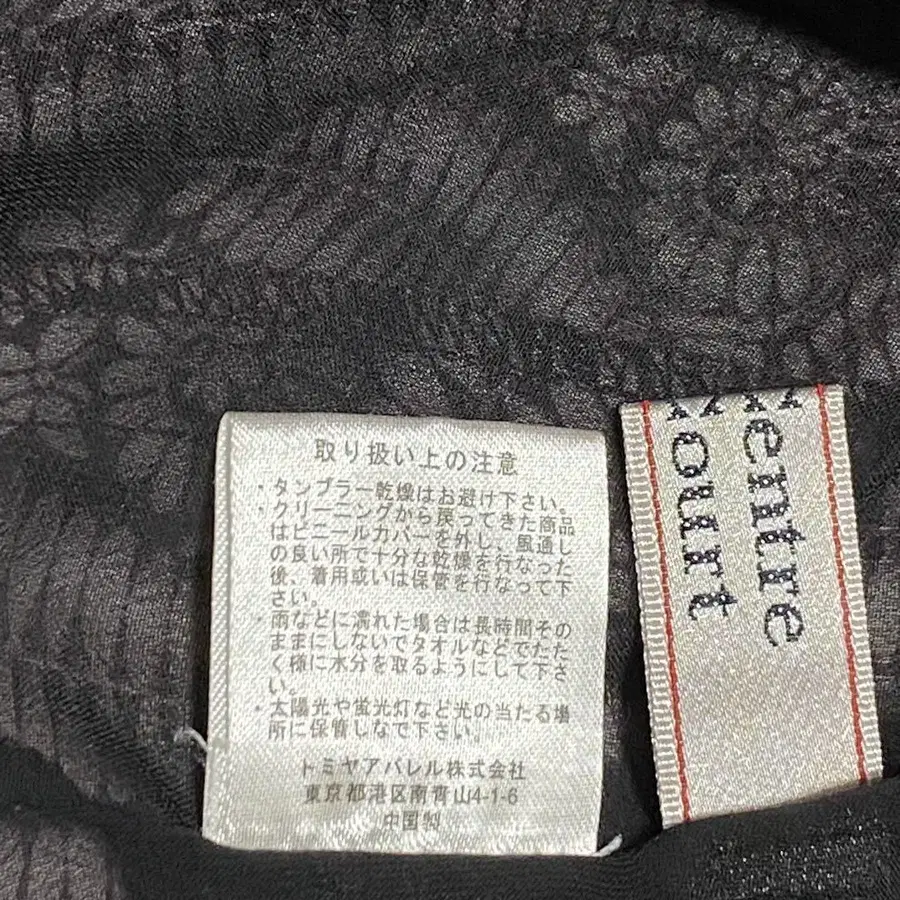 取り扱い上の注意
・タンブラー乾燥はお避け下さい。
・クリーニングから戻ってきた商品
はビニールカバーを外し、風通し
の良い所で十分な乾燥を行なった
後、着用或いは保管を行なって下
さい。
・雨などに濡れた場合は長時間その
ままにしないでタオルなどでたた
く様に水分を取るようにして下さ
い。
・太陽光や蛍光灯など光の当たる場
所に保管しなで下さい。
トミヤアパレル株式会社
東京都港区南青山4-1-6
中国製
entre
ourt